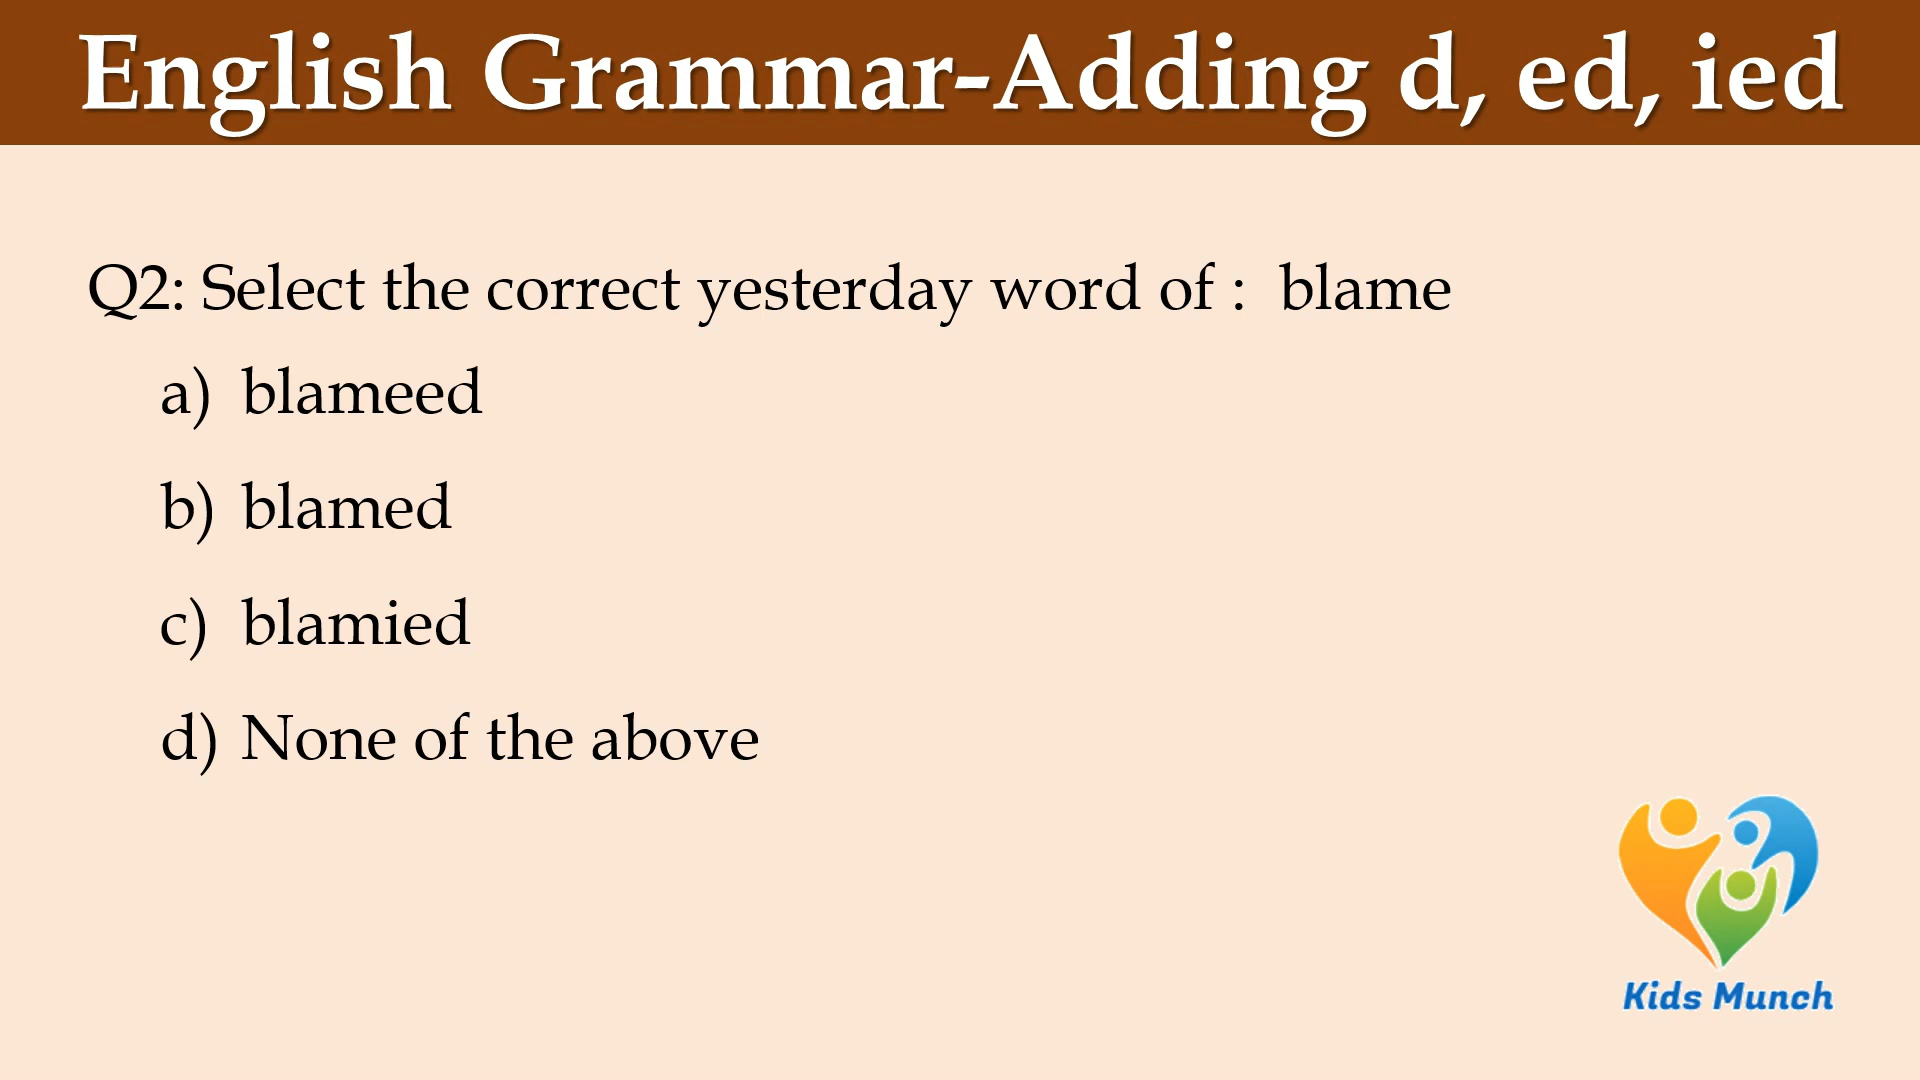 English Grammar-Adding d, ed, ied
Q2: Select the correct yesterday word of : blame
a) blameed
b) blamed
c) blamied
d) None of the above
Kids Munch